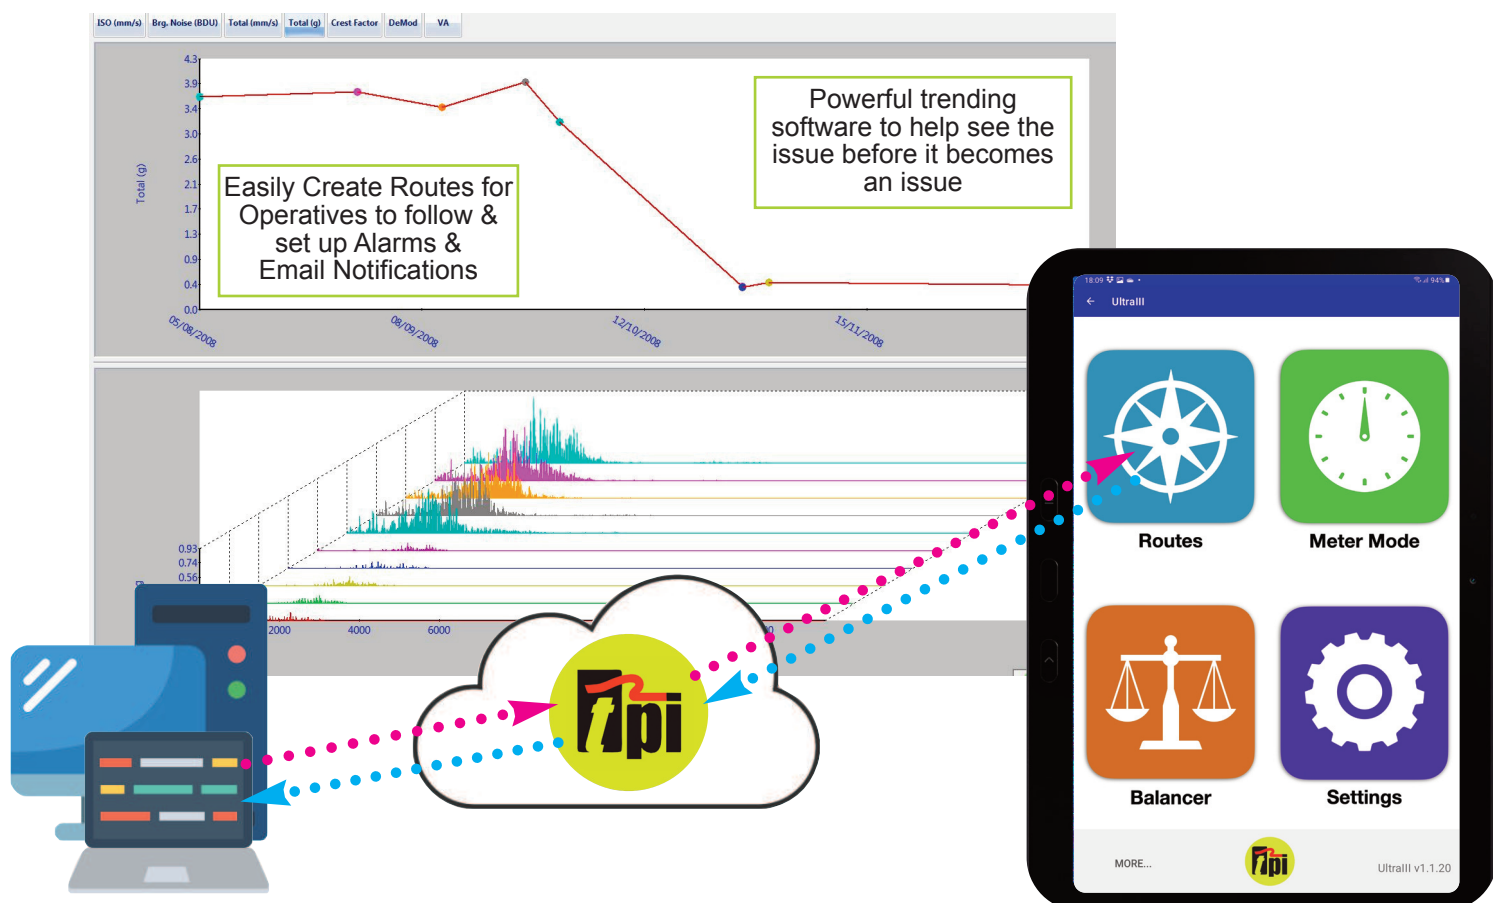 ISO (mm/s) Brg. Noise (BDU) Total (mm/s) Total (g) Crest Factor DeMod VA
4.3
3.9
3.4
3.0
2.6
2.1
1.7
1.3
0.9
0.4
0.0
Total (g)
05/08/2008 08/09/2008 12/10/2008 15/11/2008
Easily Create Routes for
Operatives to follow &
set up Alarms &
Email Notifications
Powerful trending
software to help see the
issue before it becomes
an issue
0.93
0.74
0.56
2000 4000 6000
tpi
18:09 94%
UltraIII
Routes Meter Mode
Balancer Settings
MORE... tpi UltraIII v1.1.20